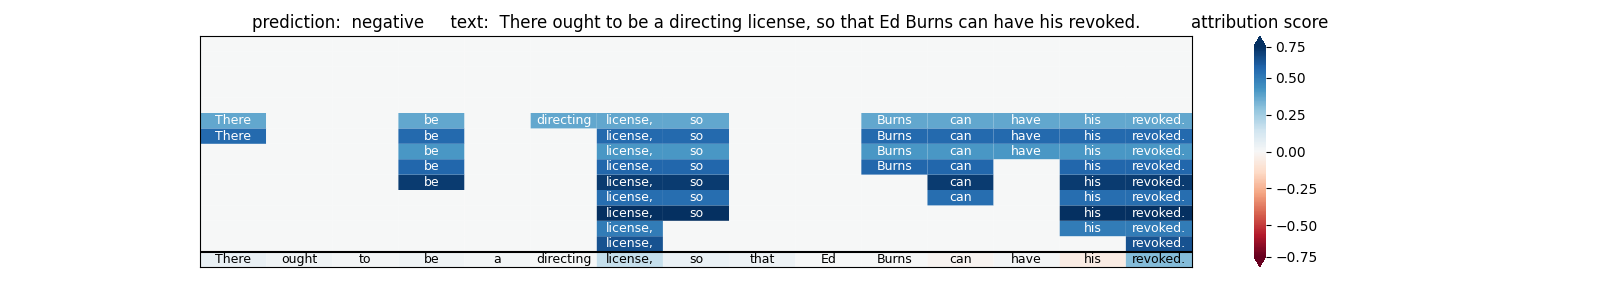 prediction:  negative     text:  There ought to be a directing license, so that Ed Burns can have his revoked.     attribution score
0.75
0.50
0.25
0.00
−0.25
−0.50
−0.75
There be directing license, so Burns can have his revoked.
There be license, so Burns can have his revoked.
be license, so Burns can have his revoked.
be license, so Burns can his revoked.
be license, so can his revoked.
license, so can his revoked.
license, so his revoked.
license, his revoked.
license, revoked.
There ought to be a directing license, so that Ed Burns can have his revoked.